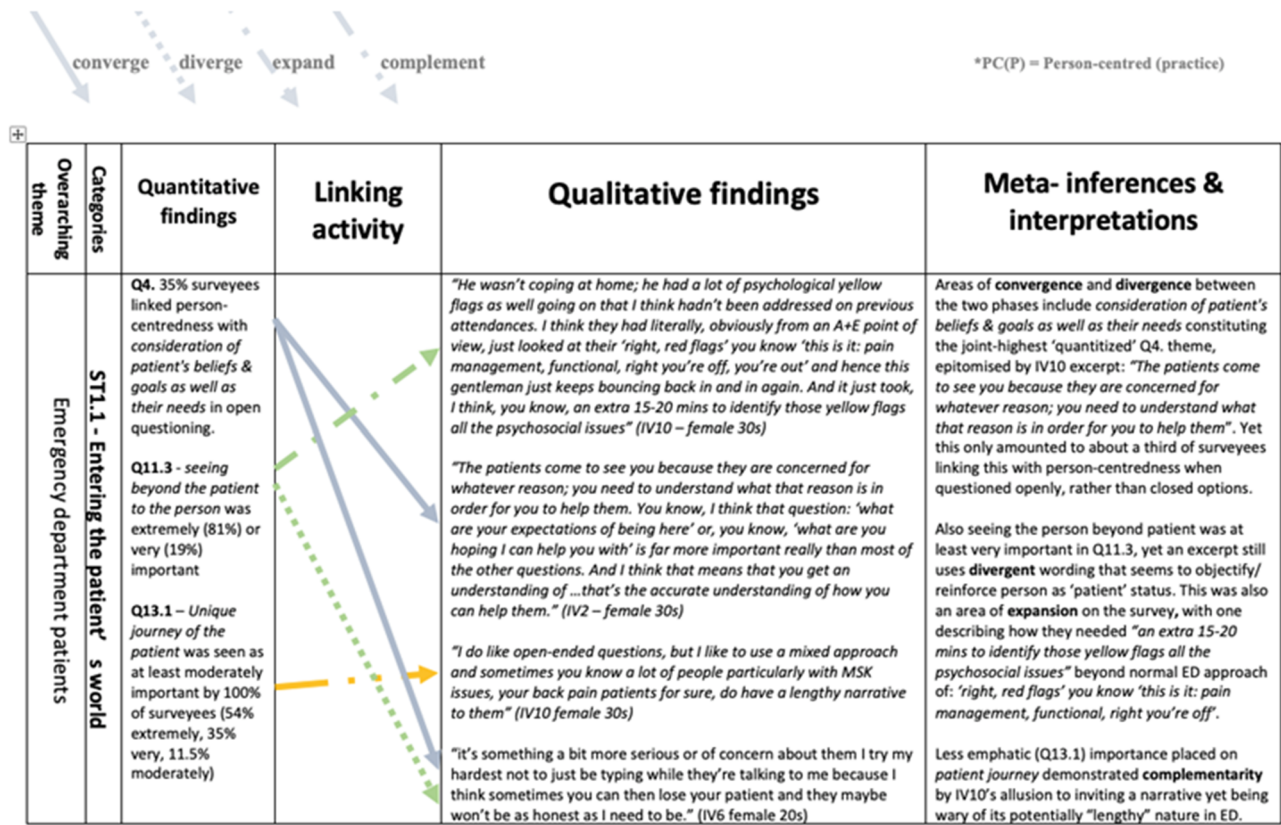 converge diverge expand complement
*PC(P) = Person-centred (practice)
Overarching
theme
Categories
Quantitative
findings
Linking
activity
Qualitative findings
Meta- inferences &
interpretations
Emergency department patients
ST1.1 - Entering the patient' s world
Q4. 35% surveyees
linked person-
centredness with
consideration of
patient's beliefs &
goals as well as
their needs in open
questioning.
Q11.3 - seeing
beyond the patient
to the person was
extremely (81%) or
very (19%)
important
Q13.1 – Unique
journey of the
patient was seen as
at least moderately
important by 100%
of surveyees (54%
extremely, 35%
very, 11.5%
moderately)
"He wasn't coping at home; he had a lot of psychological yellow
flags as well going on that I think hadn't been addressed on previous
attendances. I think they had literally, obviously from an A+E point of
view, just looked at their 'right, red flags' you know 'this is it: pain
management, functional, right you're off, you're out' and hence this
gentleman just keeps bouncing back in and in again. And it just took,
I think, you know, an extra 15-20 mins to identify those yellow flags
all the psychosocial issues" (IV10 – female 30s)
"The patients come to see you because they are concerned for
whatever reason; you need to understand what that reason is in
order for you to help them. You know, I think that question: 'what
are your expectations of being here' or, you know, 'what are you
hoping I can help you with' is far more important really than most of
the other questions. And I think that means that you get an
understanding of ...that's the accurate understanding of how you
can help them." (IV2 – female 30s)
"I do like open-ended questions, but I like to use a mixed approach
and sometimes you know a lot of people particularly with MSK
issues, your back pain patients for sure, do have a lengthy narrative
to them" (IV10 female 30s)
"it's something a bit more serious or of concern about them I try my
hardest not to just be typing while they're talking to me because I
think sometimes you can then lose your patient and they maybe
won't be as honest as I need to be." (IV6 female 20s)
Areas of convergence and divergence between
the two phases include consideration of patient's
beliefs & goals as well as their needs constituting
the joint-highest 'quantitized' Q4. theme,
epitomised by IV10 excerpt: "The patients come
to see you because they are concerned for
whatever reason; you need to understand what
that reason is in order for you to help them". Yet
this only amounted to about a third of surveyees
linking this with person-centredness when
questioned openly, rather than closed options.
Also seeing the person beyond patient was at
least very important in Q11.3, yet an excerpt still
uses divergent wording that seems to objectify/
reinforce person as 'patient' status. This was also
an area of expansion on the survey, with one
describing how they needed "an extra 15-20
mins to identify those yellow flags all the
psychosocial issues" beyond normal ED approach
of: 'right, red flags' you know 'this is it: pain
management, functional, right you're off'.
Less emphatic (Q13.1) importance placed on
patient journey demonstrated complementarity
by IV10's allusion to inviting a narrative yet being
wary of its potentially "lengthy" nature in ED.